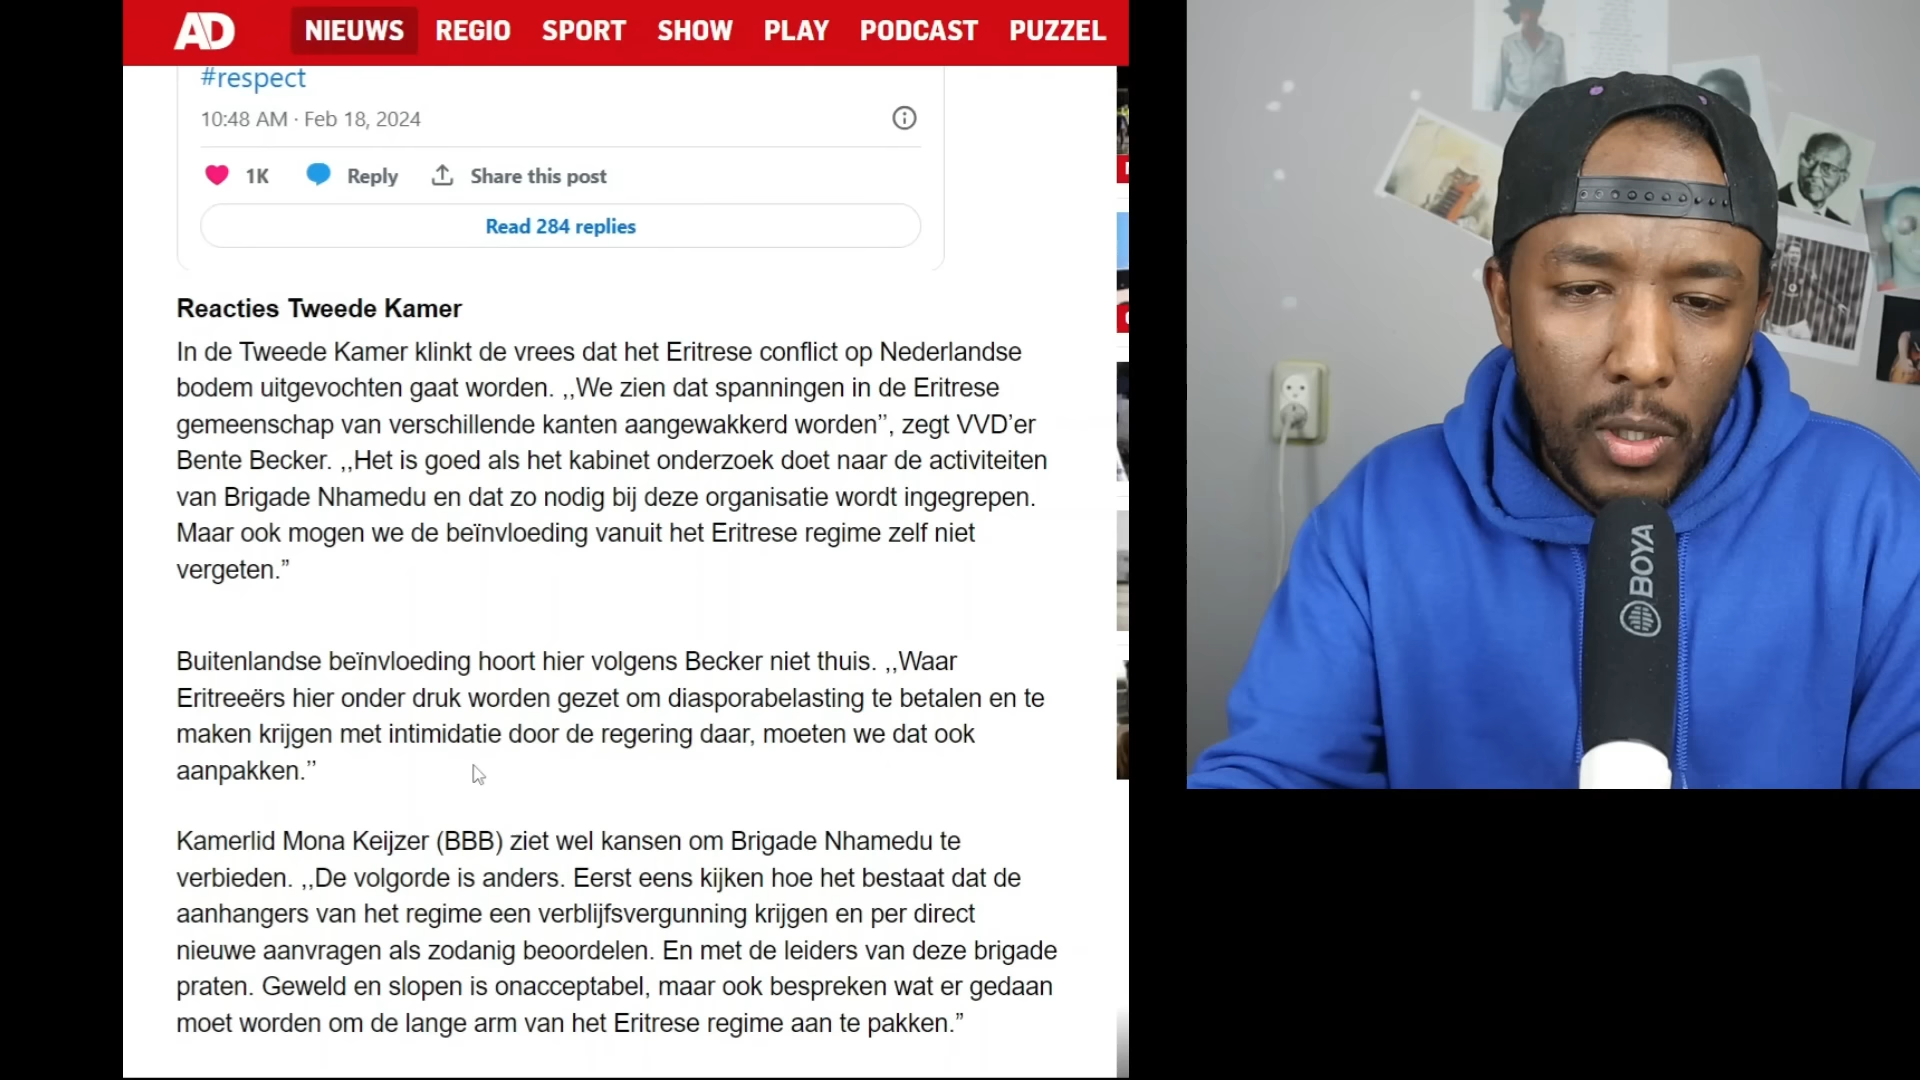 AD NIEUWS REGIO SPORT SHOW PLAY PODCAST PUZZEL
#respect
10:48 AM · Feb 18, 2024
1K Reply Share this post
Read 284 replies
Reacties Tweede Kamer
In de Tweede Kamer klinkt de vrees dat het Eritrese conflict op Nederlandse
bodem uitgevochten gaat worden. ,,We zien dat spanningen in de Eritrese
gemeenschap van verschillende kanten aangewakkerd worden’’, zegt VVD’er
Bente Becker. ,,Het is goed als het kabinet onderzoek doet naar de activiteiten
van Brigade Nhamedu en dat zo nodig bij deze organisatie wordt ingegrepen.
Maar ook mogen we de beïnvloeding vanuit het Eritrese regime zelf niet
vergeten.”
Buitenlandse beïnvloeding hoort hier volgens Becker niet thuis. ,,Waar
Eritreeërs hier onder druk worden gezet om diasporabelasting te betalen en te
maken krijgen met intimidatie door de regering daar, moeten we dat ook
aanpakken.’’
Kamerlid Mona Keijzer (BBB) ziet wel kansen om Brigade Nhamedu te
verbieden. ,,De volgorde is anders. Eerst eens kijken hoe het bestaat dat de
aanhangers van het regime een verblijfsvergunning krijgen en per direct
nieuwe aanvragen als zodanig beoordelen. En met de leiders van deze brigade
praten. Geweld en slopen is onacceptabel, maar ook bespreken wat er gedaan
moet worden om de lange arm van het Eritrese regime aan te pakken.”
BOYA